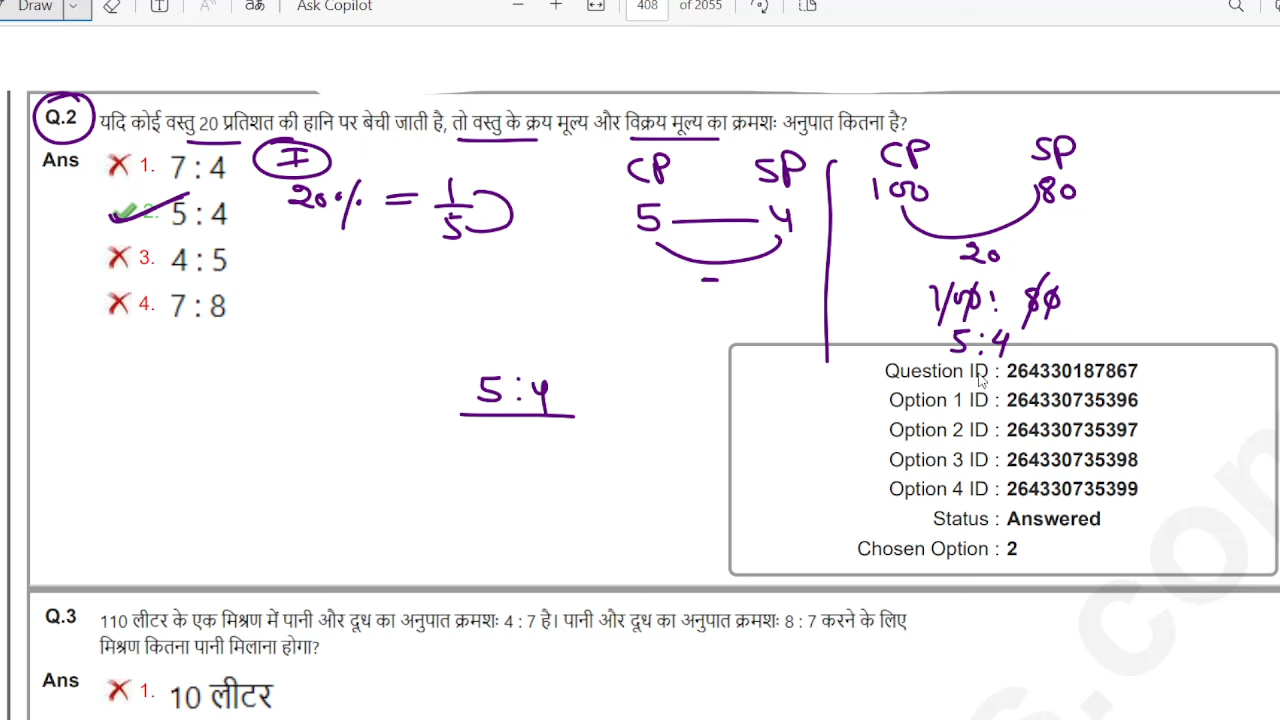 Draw
Ask Copilot
408 of 2055
Q.2 यदि कोई वस्तु 20 प्रतिशत की हानि पर बेची जाती है, तो वस्तु के क्रय मूल्य और विक्रय मूल्य का क्रमशः अनुपात कितना है?
Ans 1. 7 : 4
2. 5 : 4
3. 4 : 5
4. 7 : 8
I
20% = 1/5
CP SP
5 4
CP SP
100 80
20
100 : 80
5 : 4
5 : 4
Question ID : 264330187867
Option 1 ID : 264330735396
Option 2 ID : 264330735397
Option 3 ID : 264330735398
Option 4 ID : 264330735399
Status : Answered
Chosen Option : 2
Q.3 110 लीटर के एक मिश्रण में पानी और दूध का अनुपात क्रमशः 4 : 7 है। पानी और दूध का अनुपात क्रमशः 8 : 7 करने के लिए
मिश्रण कितना पानी मिलाना होगा?
Ans 1. 10 लीटर